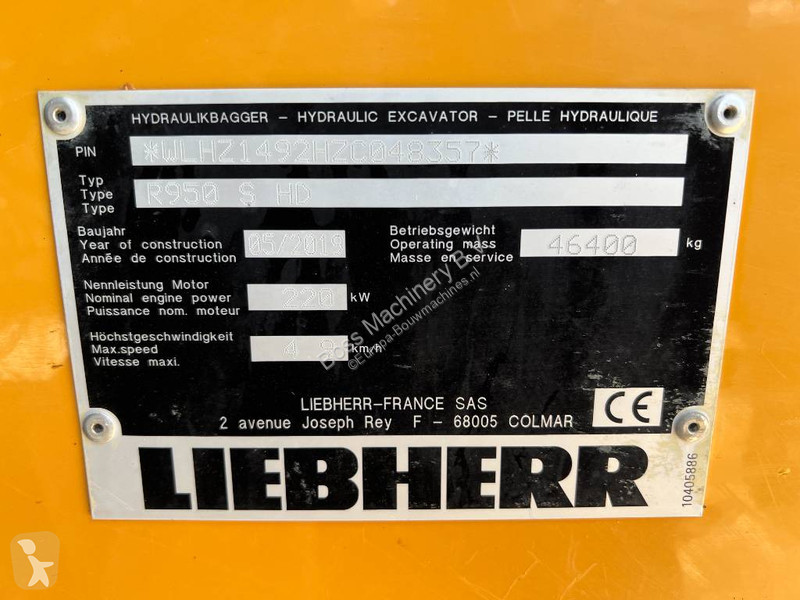 HYDRAULIKBAGGER – HYDRAULIC EXCAVATOR – PELLE HYDRAULIQUE
PIN *WLHZ1492HZC048357*
Typ
Type R950 S HD
Type
Baujahr
Year of construction 05/2018
Année de construction
Betriebsgewicht
Operating mass 46400 kg
Masse en service
Nennleistung Motor
Nominal engine power 220 kW
Puissance nom. moteur
Höchstgeschwindigkeit
Max.speed 4.9 km/h
Vitesse maxi.
LIEBHERR–FRANCE SAS
2 avenue Joseph Rey F – 68005 COLMAR
CE
LIEBHERR
10405886
Boss Machinery B.V.
©Europa-Bouwmachines.nl